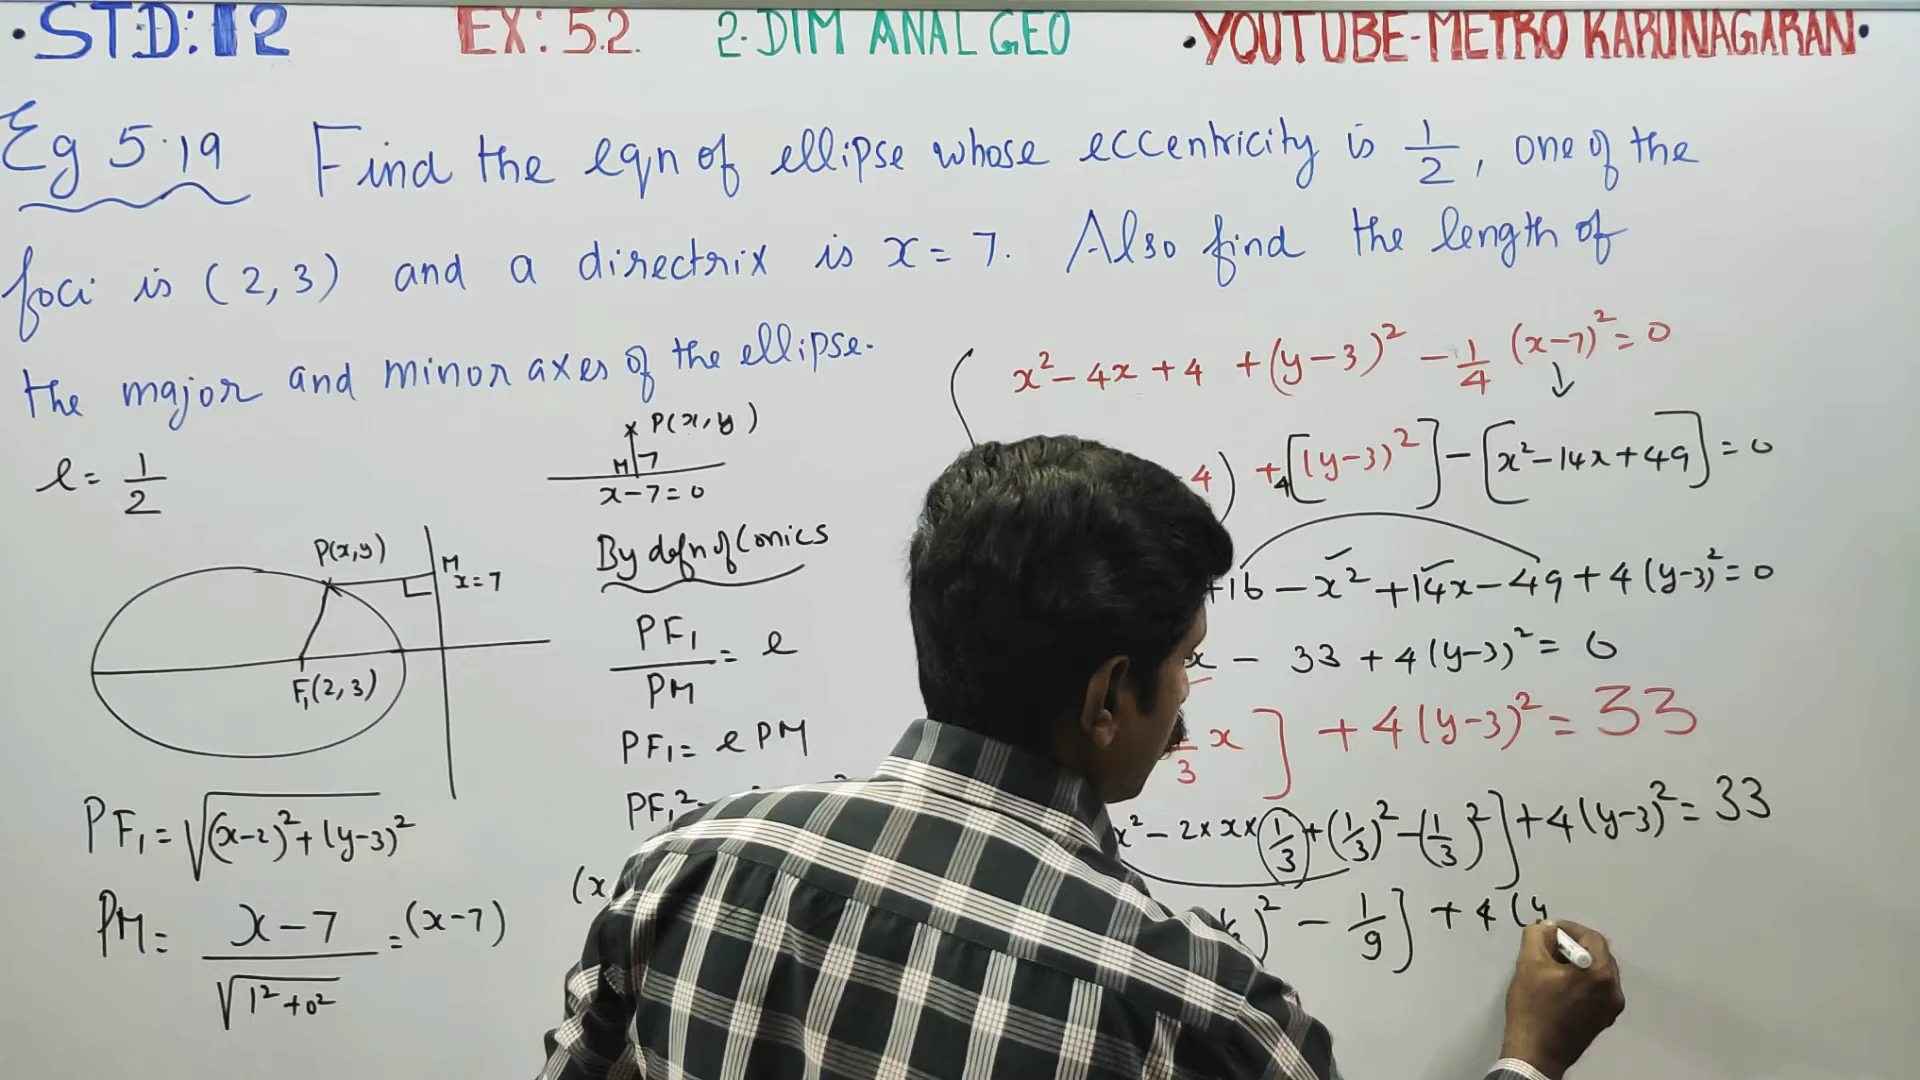 •STD:12 EX: 5.2. 2-DIM ANAL GEO •YOUTUBE-METRO KARUNAGARAN•
Eg 5.19 Find the eqn of ellipse whose eccentricity is 1/2, one of the
foci is (2,3) and a directrix is x=7. Also find the length of
the major and minor axes of the ellipse.
e = 1/2
P(x,y)
M
x=7
F₁(2,3)
PF₁ = √(x-2)²+(y-3)²
PM = x-7/√1²+0² = (x-7)
P(x,y)
M
x-7=0
By defn of Conics
PF₁/PM = e
PF₁ = e PM
PF₁²
(x
x²-4x+4 +(y-3)² - 1/4 (x-7)² = 0
4) +4[(y-3)²] - [x²-14x+49] = 0
+16 - x² +14x - 49 + 4(y-3)² = 0
x - 33 + 4(y-3)² = 0
3 x] + 4(y-3)² = 33
x² - 2×x×(1/3)+(1/3)² -(1/3)²] + 4(y-3)² = 33
)² - 1/9] + 4(y